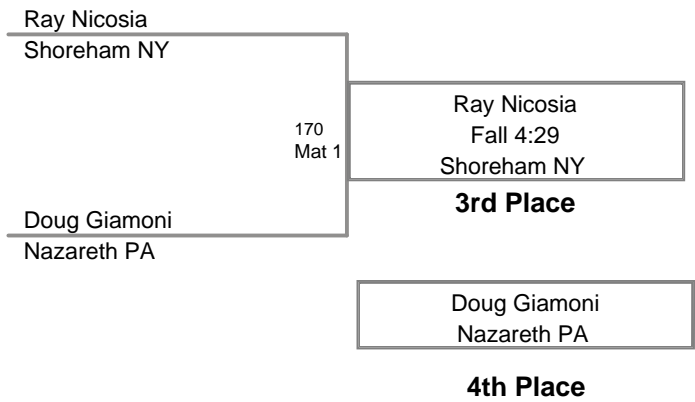 Ray Nicosia
Shoreham NY
170
Mat 1
Ray Nicosia
Fall 4:29
Shoreham NY
3rd Place
Doug Giamoni
Nazareth PA
Doug Giamoni
Nazareth PA
4th Place